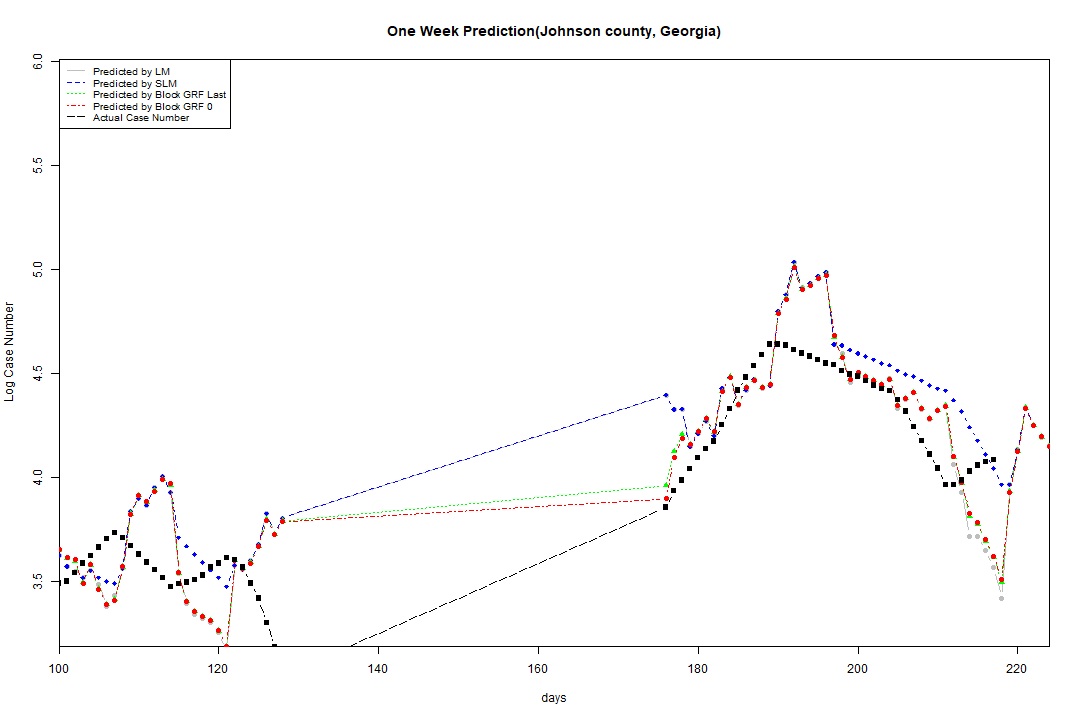 One Week Prediction(Johnson county, Georgia)
Predicted by LM
Predicted by SLM
Predicted by Block GRF Last
Predicted by Block GRF 0
Actual Case Number
Log Case Number
6.0
5.5
5.0
4.5
4.0
3.5
100 120 140 160 180 200 220
days